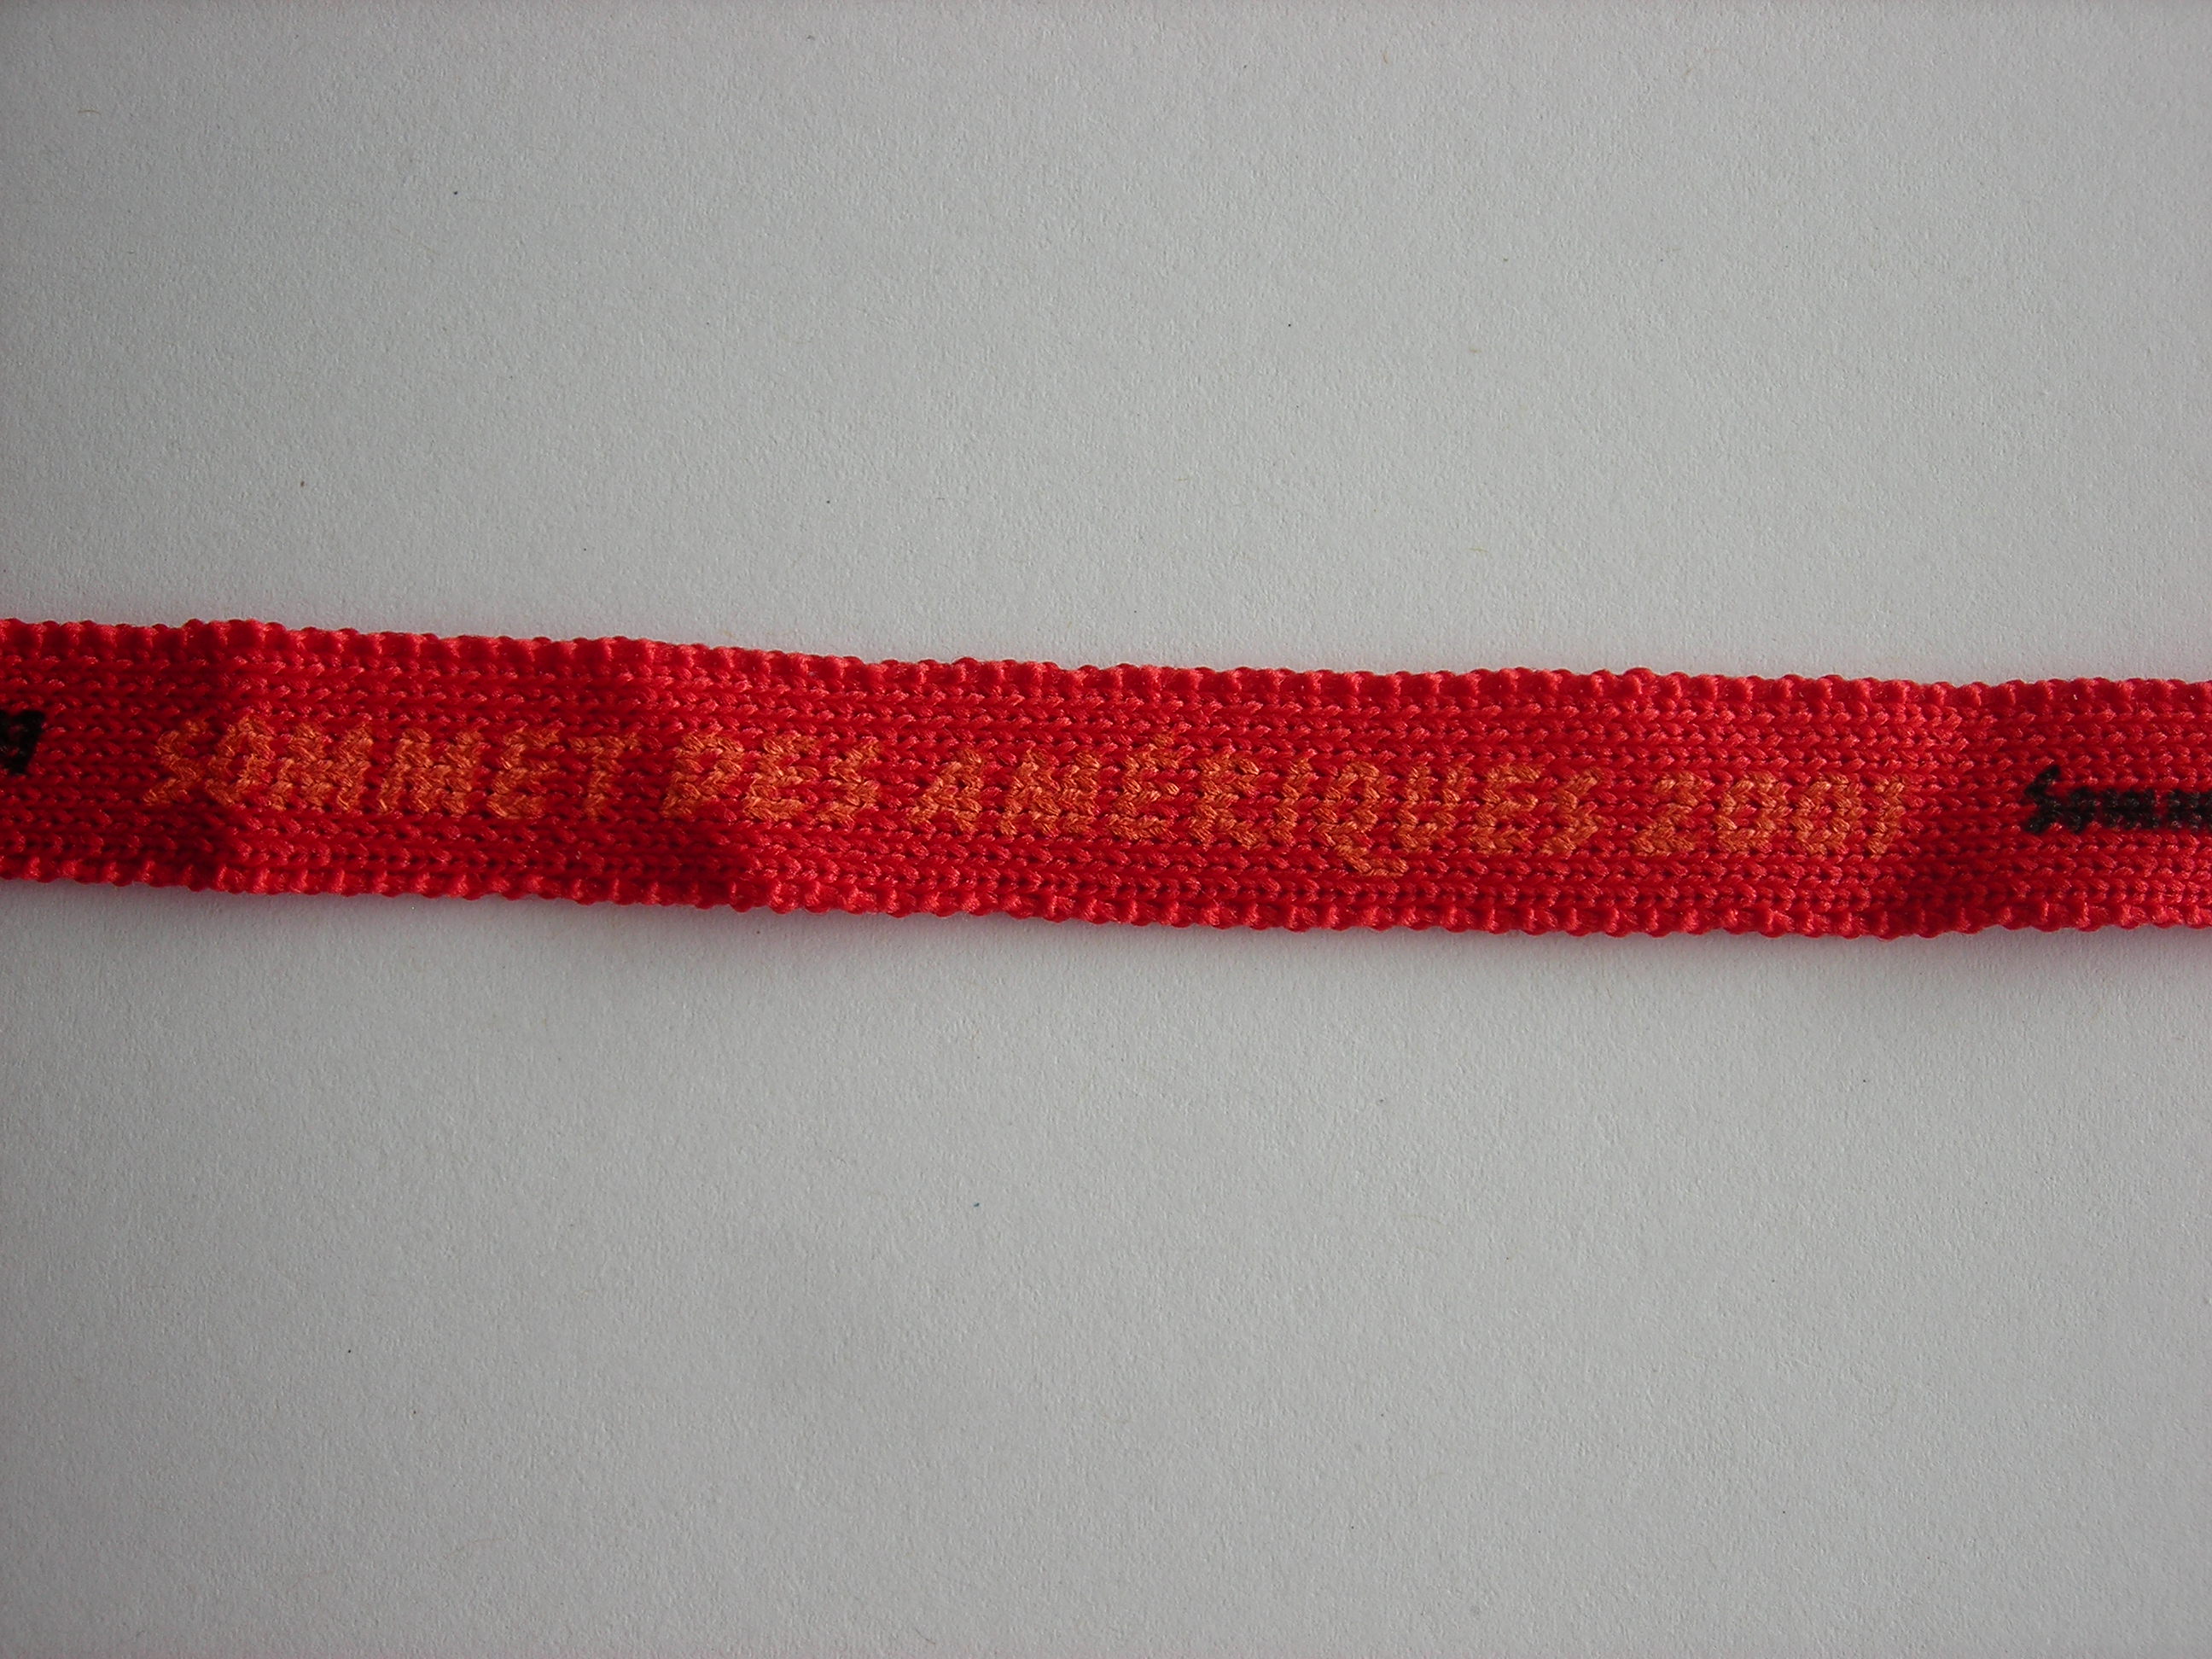 SOMMET DES AMÉRIQUES 2001